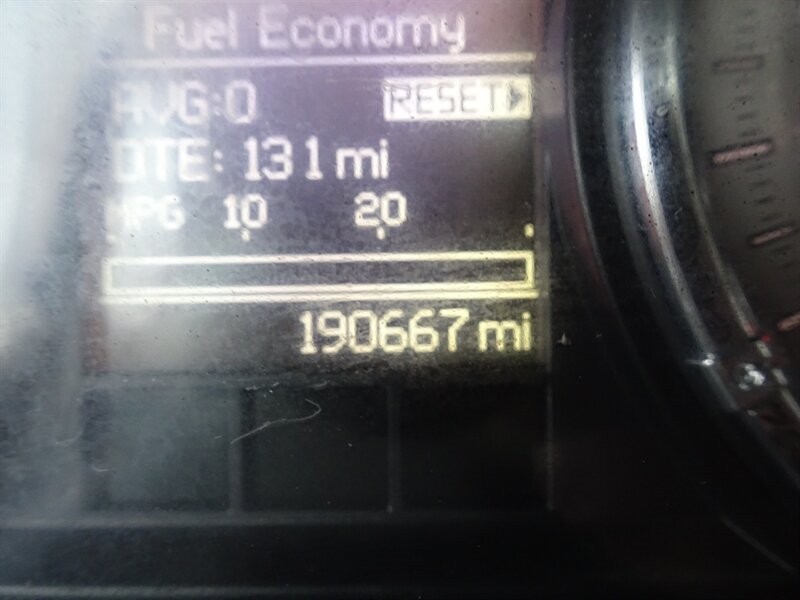 Fuel Economy
AVG:0 RESET
DTE: 131 mi
MPG 10 20
190667 mi